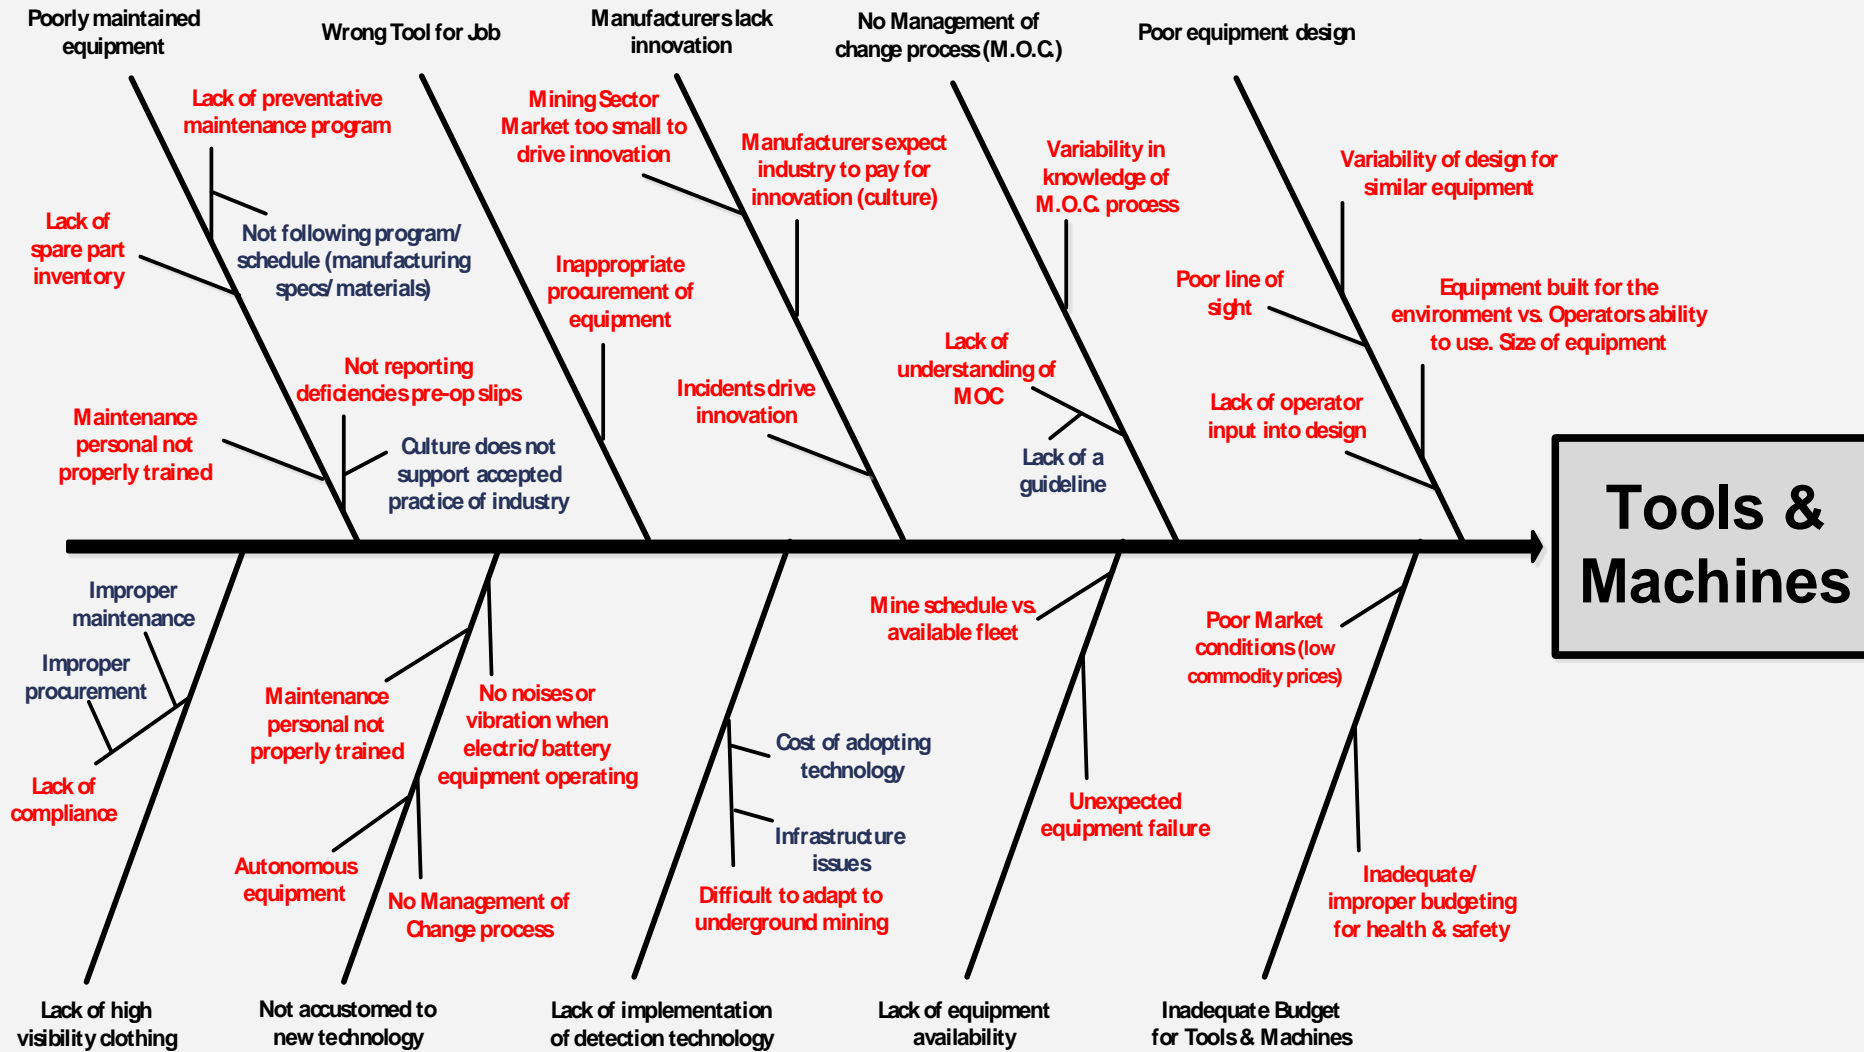 Poorly maintained
equipment
Wrong Tool for Job
Manufacturers lack
innovation
No Management of
change process (M.O.C.)
Poor equipment design
Lack of preventative
maintenance program
Not following program/
schedule (manufacturing
specs/ materials)
Lack of
spare part
inventory
Not reporting
deficiencies pre-op slips
Culture does not
support accepted
practice of industry
Maintenance
personal not
properly trained
Inappropriate
procurement of
equipment
Mining Sector
Market too small to
drive innovation
Manufacturers expect
industry to pay for
innovation (culture)
Incidents drive
innovation
Variability in
knowledge of
M.O.C. process
Lack of
understanding of
MOC
Lack of a
guideline
Variability of design for
similar equipment
Poor line of
sight
Equipment built for the
environment vs. Operators ability
to use. Size of equipment
Lack of operator
input into design
Tools &
Machines
Improper
maintenance
Improper
procurement
Lack of
compliance
Maintenance
personal not
properly trained
No noises or
vibration when
electric/ battery
equipment operating
Autonomous
equipment
No Management of
Change process
Cost of adopting
technology
Infrastructure
issues
Difficult to adapt to
underground mining
Mine schedule vs.
available fleet
Unexpected
equipment failure
Poor Market
conditions (low
commodity prices)
Inadequate/
improper budgeting
for health & safety
Lack of high
visibility clothing
Not accustomed to
new technology
Lack of implementation
of detection technology
Lack of equipment
availability
Inadequate Budget
for Tools & Machines